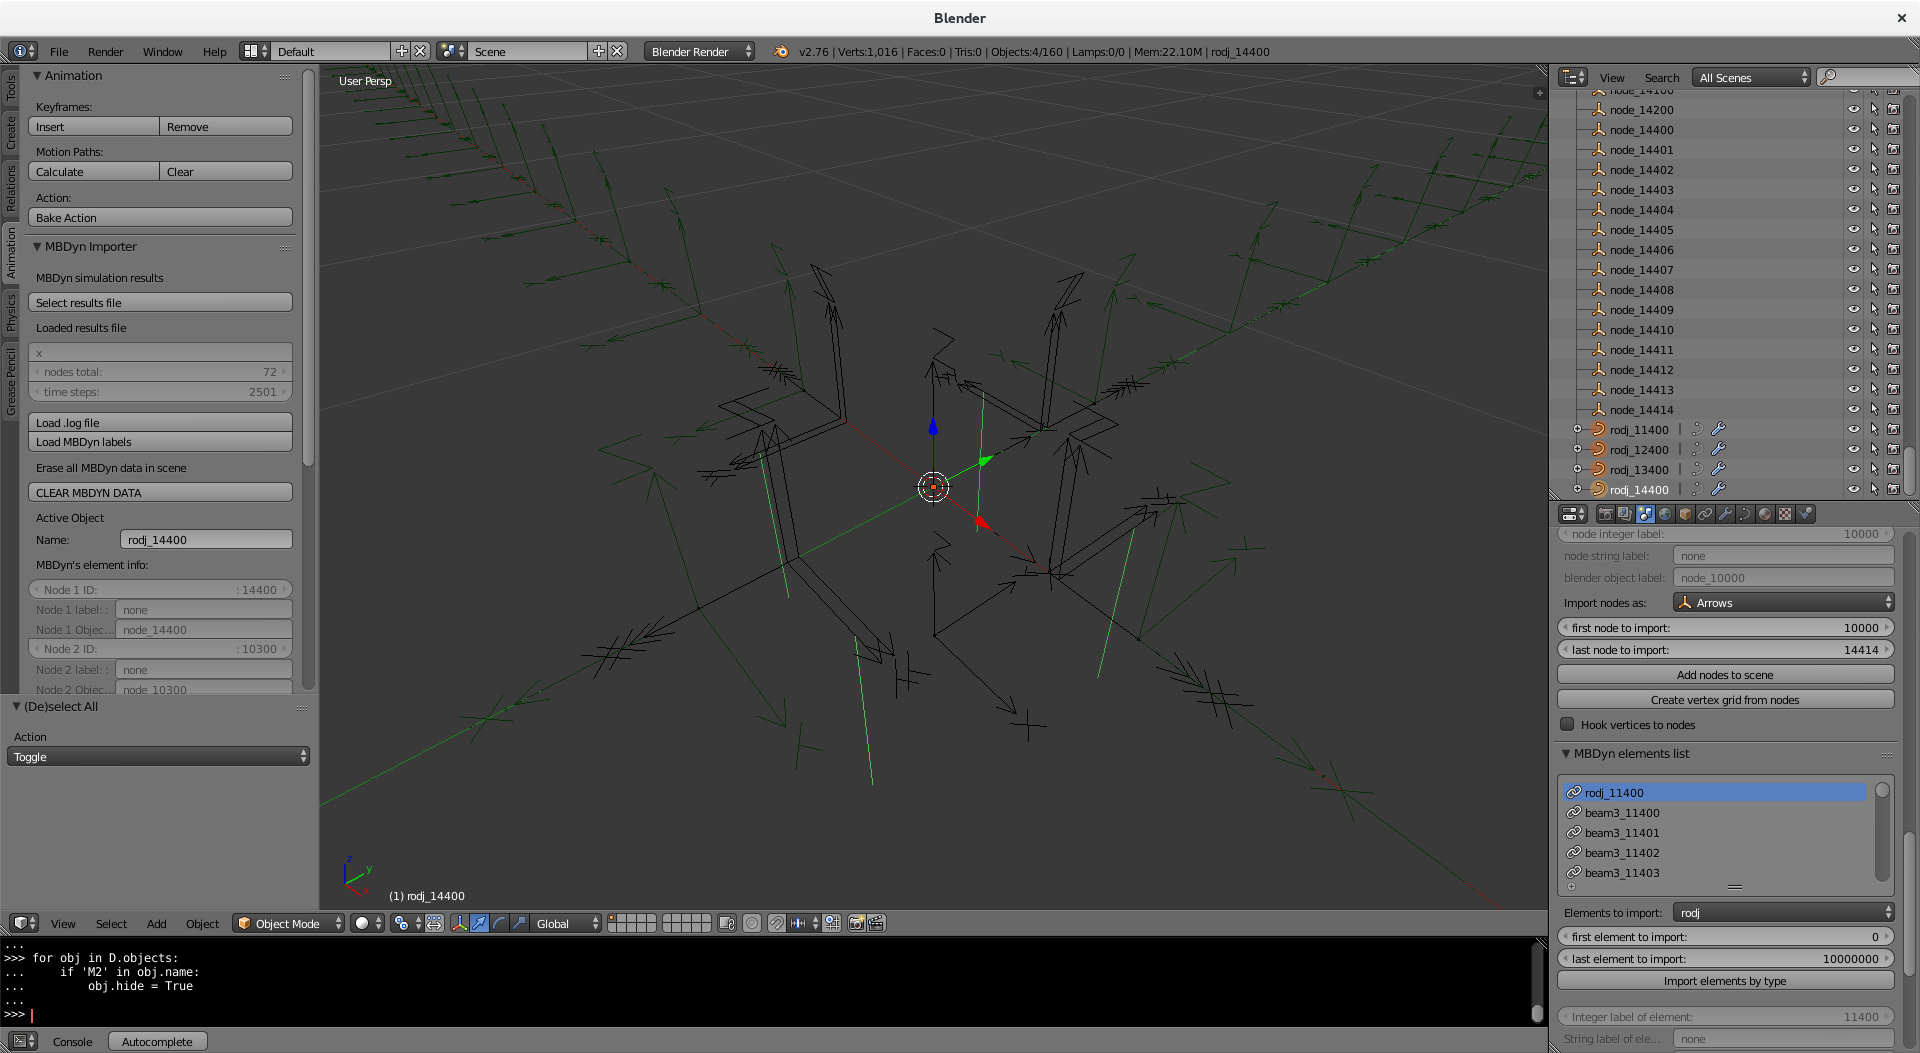 Blender
File Render Window Help Default Scene Blender Render v2.76 | Verts:1,016 | Faces:0 | Tris:0 | Objects:4/160 | Lamps:0/0 | Mem:22.10M | rodj_14400
Tools
Create
Relations
Animation
Physics
Grease Pencil
Animation
Keyframes:
Insert Remove
Motion Paths:
Calculate Clear
Action:
Bake Action
MBDyn Importer
MBDyn simulation results
Select results file
Loaded results file
x
nodes total: 72
time steps: 2501
Load .log file
Load MBDyn labels
Erase all MBDyn data in scene
CLEAR MBDYN DATA
Active Object
Name: rodj_14400
MBDyn's element info:
Node 1 ID: : 14400
Node 1 label: : none
Node 1 Objec... node_14400
Node 2 ID: : 10300
Node 2 label: : none
Node 2 Objec... node_10300
(De)select All
Action
Toggle
User Persp
z
y
x
(1) rodj_14400
View Select Add Object Object Mode Global
...
>>> for obj in D.objects:
...     if 'M2' in obj.name:
...         obj.hide = True
...
>>>
Console Autocomplete
View Search All Scenes
node_14100
node_14200
node_14400
node_14401
node_14402
node_14403
node_14404
node_14405
node_14406
node_14407
node_14408
node_14409
node_14410
node_14411
node_14412
node_14413
node_14414
rodj_11400
rodj_12400
rodj_13400
rodj_14400
node integer label: 10000
node string label: none
blender object label: node_10000
Import nodes as: Arrows
first node to import: 10000
last node to import: 14414
Add nodes to scene
Create vertex grid from nodes
Hook vertices to nodes
MBDyn elements list
rodj_11400
beam3_11400
beam3_11401
beam3_11402
beam3_11403
Elements to import: rodj
first element to import: 0
last element to import: 10000000
Import elements by type
Integer label of element: 11400
String label of ele... none